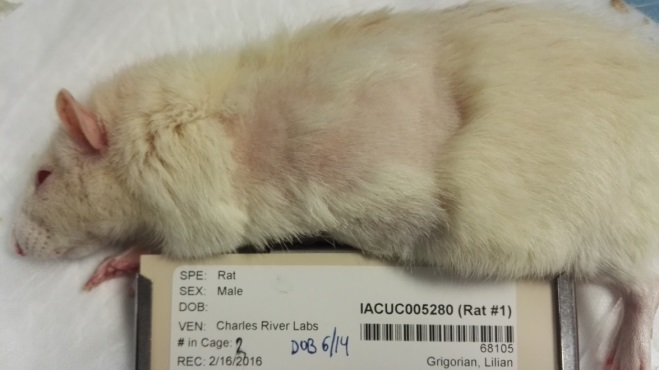 SPE: Rat
SEX: Male
DOB:
IACUC005280 (Rat #1)
VEN: Charles River Labs
68105
# in Cage: 2 DOB 6/14
REC: 2/16/2016 Grigorian, Lilian